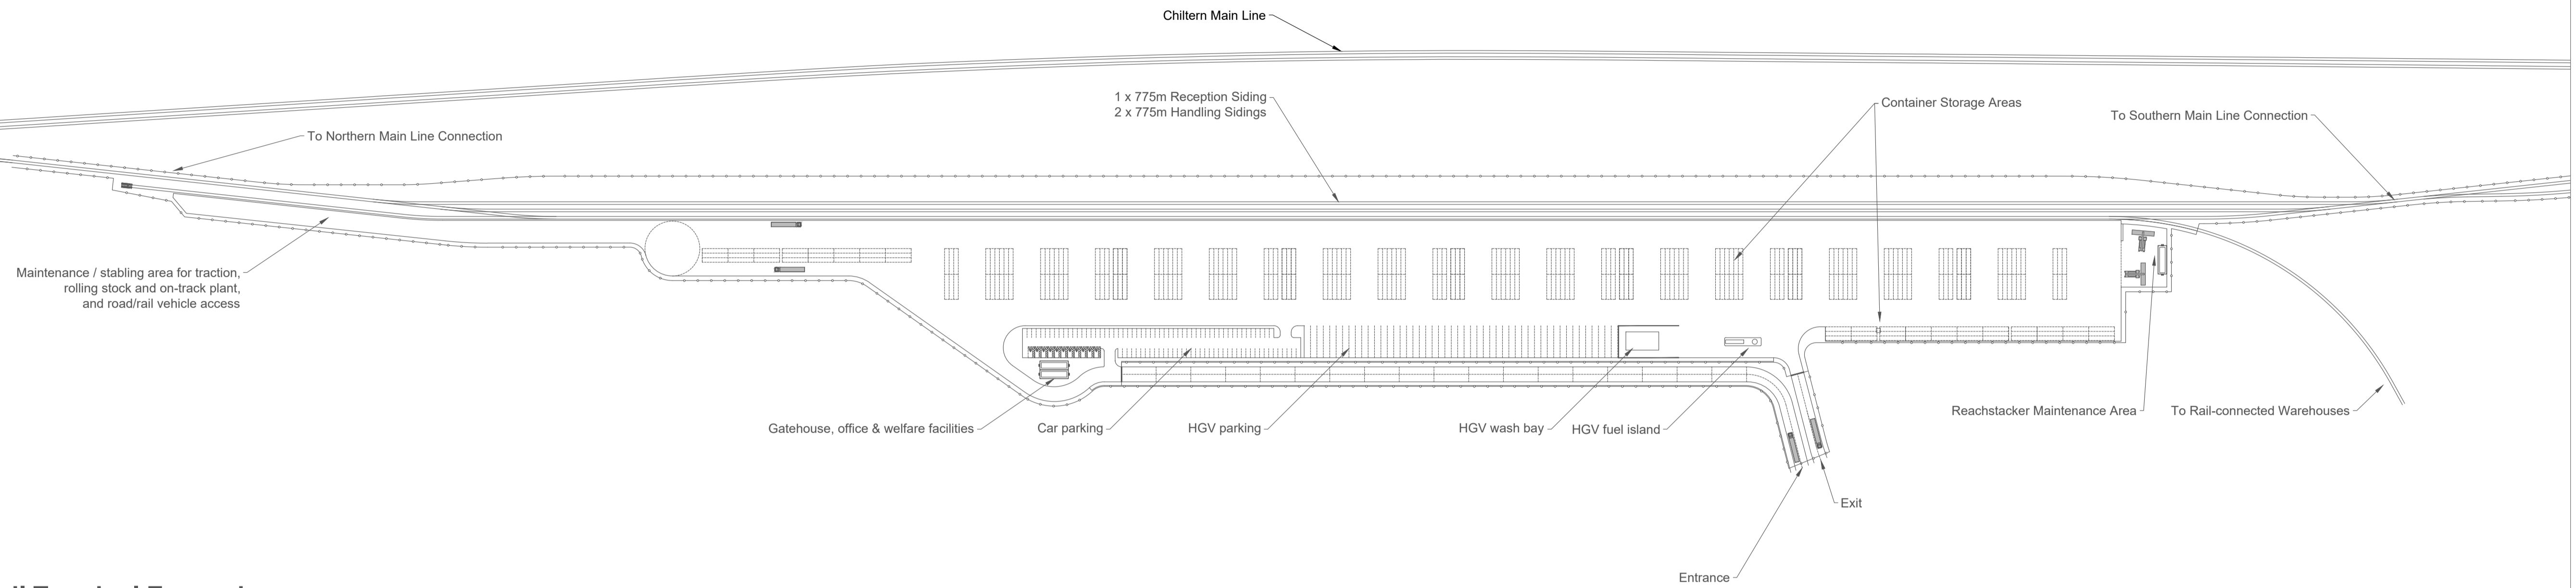 Chiltern Main Line
1 x 775m Reception Siding
2 x 775m Handling Sidings
Container Storage Areas
To Southern Main Line Connection
To Northern Main Line Connection
Maintenance / stabling area for traction,
rolling stock and on-track plant,
and road/rail vehicle access
Gatehouse, office & welfare facilities
Car parking
HGV parking
HGV wash bay
HGV fuel island
Reachstacker Maintenance Area
To Rail-connected Warehouses
Exit
Entrance